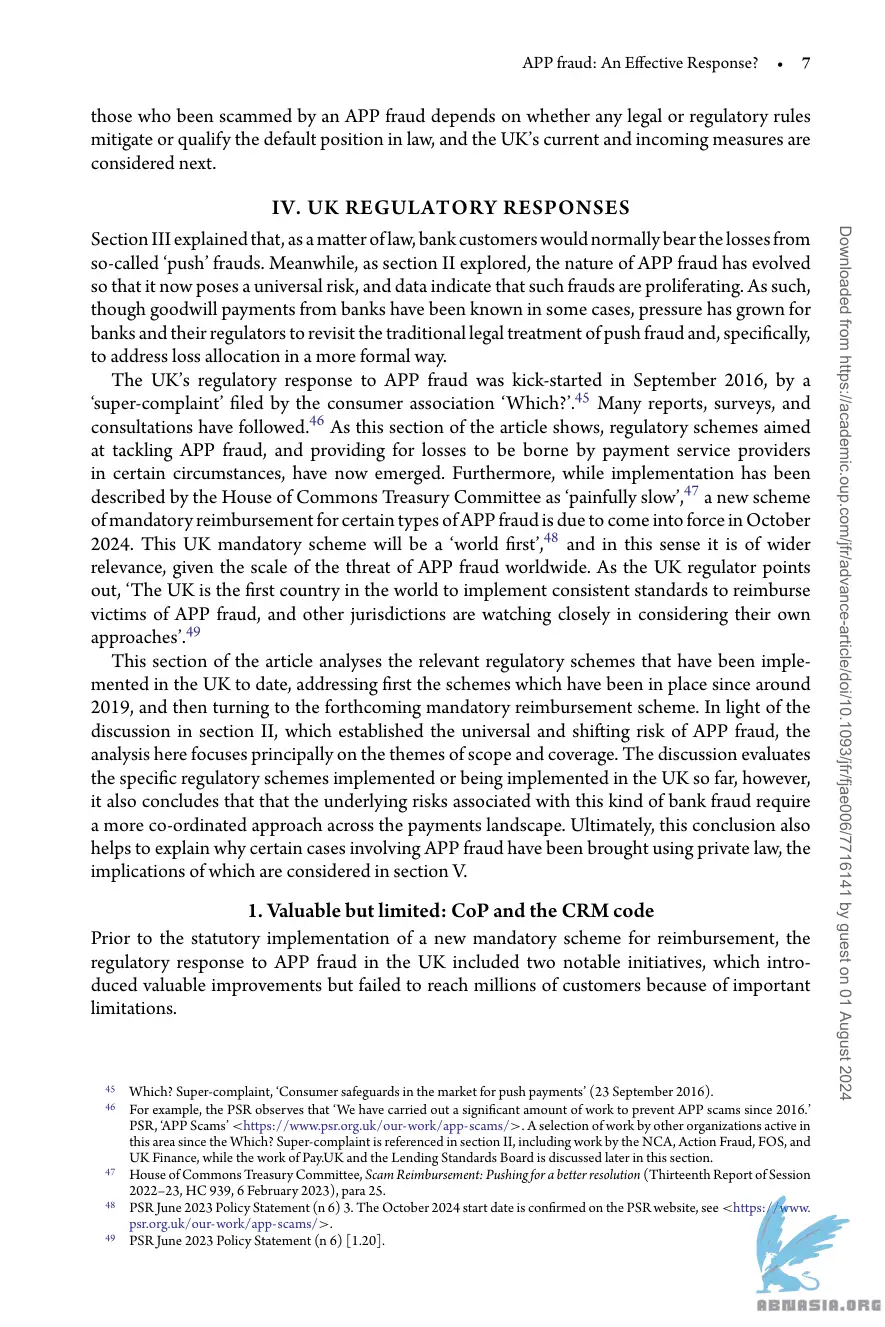 APP fraud: An Effective Response? • 7
those who been scammed by an APP fraud depends on whether any legal or regulatory rules
mitigate or qualify the default position in law, and the UK's current and incoming measures are
considered next.
IV. UK REGULATORY RESPONSES
Section III explained that, as a matter of law, bank customers would normally bear the losses from
so-called ‘push’ frauds. Meanwhile, as section II explored, the nature of APP fraud has evolved
so that it now poses a universal risk, and data indicate that such frauds are proliferating. As such,
though goodwill payments from banks have been known in some cases, pressure has grown for
banks and their regulators to revisit the traditional legal treatment of push fraud and, specifically,
to address loss allocation in a more formal way.
The UK's regulatory response to APP fraud was kick-started in September 2016, by a
‘super-complaint’ filed by the consumer association ‘Which?’.45 Many reports, surveys, and
consultations have followed.46 As this section of the article shows, regulatory schemes aimed
at tackling APP fraud, and providing for losses to be borne by payment service providers
in certain circumstances, have now emerged. Furthermore, while implementation has been
described by the House of Commons Treasury Committee as ‘painfully slow’,47 a new scheme
of mandatory reimbursement for certain types of APP fraud is due to come into force in October
2024. This UK mandatory scheme will be a ‘world first’,48 and in this sense it is of wider
relevance, given the scale of the threat of APP fraud worldwide. As the UK regulator points
out, ‘The UK is the first country in the world to implement consistent standards to reimburse
victims of APP fraud, and other jurisdictions are watching closely in considering their own
approaches’.49
This section of the article analyses the relevant regulatory schemes that have been imple-
mented in the UK to date, addressing first the schemes which have been in place since around
2019, and then turning to the forthcoming mandatory reimbursement scheme. In light of the
discussion in section II, which established the universal and shifting risk of APP fraud, the
analysis here focuses principally on the themes of scope and coverage. The discussion evaluates
the specific regulatory schemes implemented or being implemented in the UK so far, however,
it also concludes that that the underlying risks associated with this kind of bank fraud require
a more co-ordinated approach across the payments landscape. Ultimately, this conclusion also
helps to explain why certain cases involving APP fraud have been brought using private law, the
implications of which are considered in section V.
1. Valuable but limited: CoP and the CRM code
Prior to the statutory implementation of a new mandatory scheme for reimbursement, the
regulatory response to APP fraud in the UK included two notable initiatives, which intro-
duced valuable improvements but failed to reach millions of customers because of important
limitations.
45 Which? Super-complaint, ‘Consumer safeguards in the market for push payments’ (23 September 2016).
46 For example, the PSR observes that ‘We have carried out a significant amount of work to prevent APP scams since 2016.’
PSR, ‘APP Scams’ <https://www.psr.org.uk/our-work/app-scams/>. A selection of work by other organizations active in
this area since the Which? Super-complaint is referenced in section II, including work by the NCA, Action Fraud, FOS, and
UK Finance, while the work of Pay.UK and the Lending Standards Board is discussed later in this section.
47 House of Commons Treasury Committee, Scam Reimbursement: Pushing for a better resolution (Thirteenth Report of Session
2022–23, HC 939, 6 February 2023), para 25.
48 PSR June 2023 Policy Statement (n 6) 3. The October 2024 start date is confirmed on the PSR website, see <https://www.
psr.org.uk/our-work/app-scams/>.
49 PSR June 2023 Policy Statement (n 6) [1.20].
Downloaded from https://academic.oup.com/jfr/advance-article/doi/10.1093/jfr/fjae006/7716141 by guest on 01 August 2024
ABNASIA.ORG